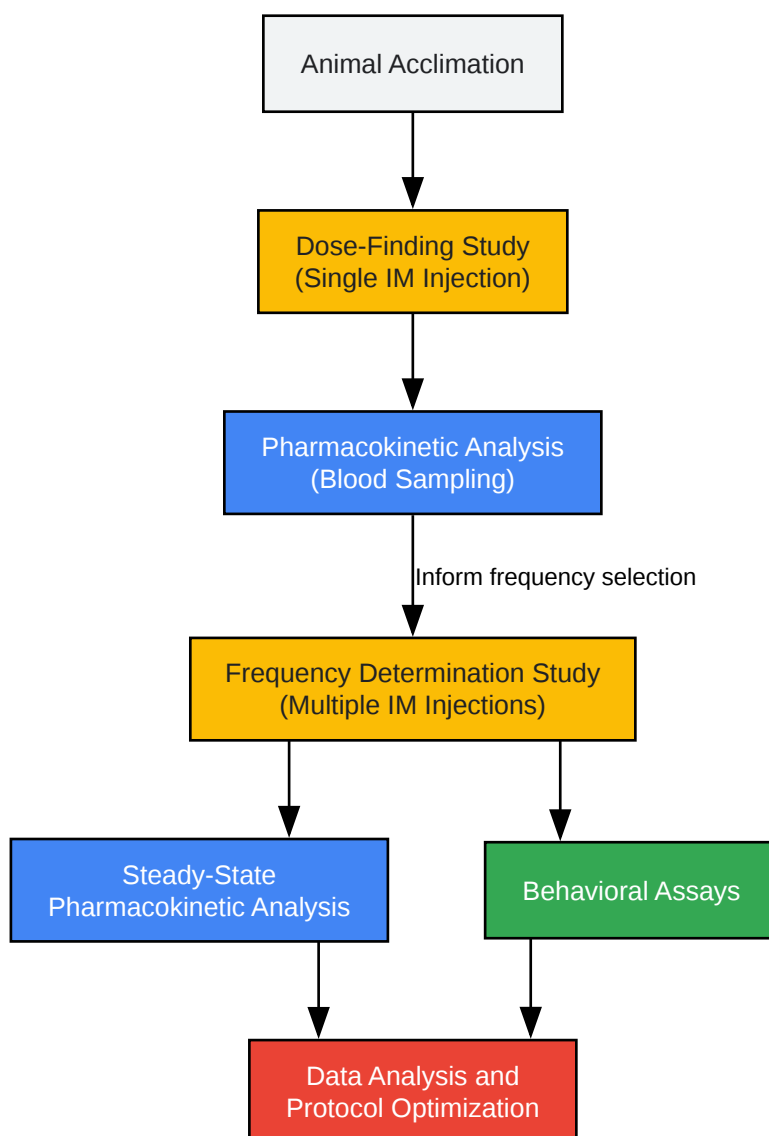 Animal Acclimation
Dose-Finding Study
(Single IM Injection)
Pharmacokinetic Analysis
(Blood Sampling)
Inform frequency selection
Frequency Determination Study
(Multiple IM Injections)
Steady-State
Pharmacokinetic Analysis
Behavioral Assays
Data Analysis and
Protocol Optimization